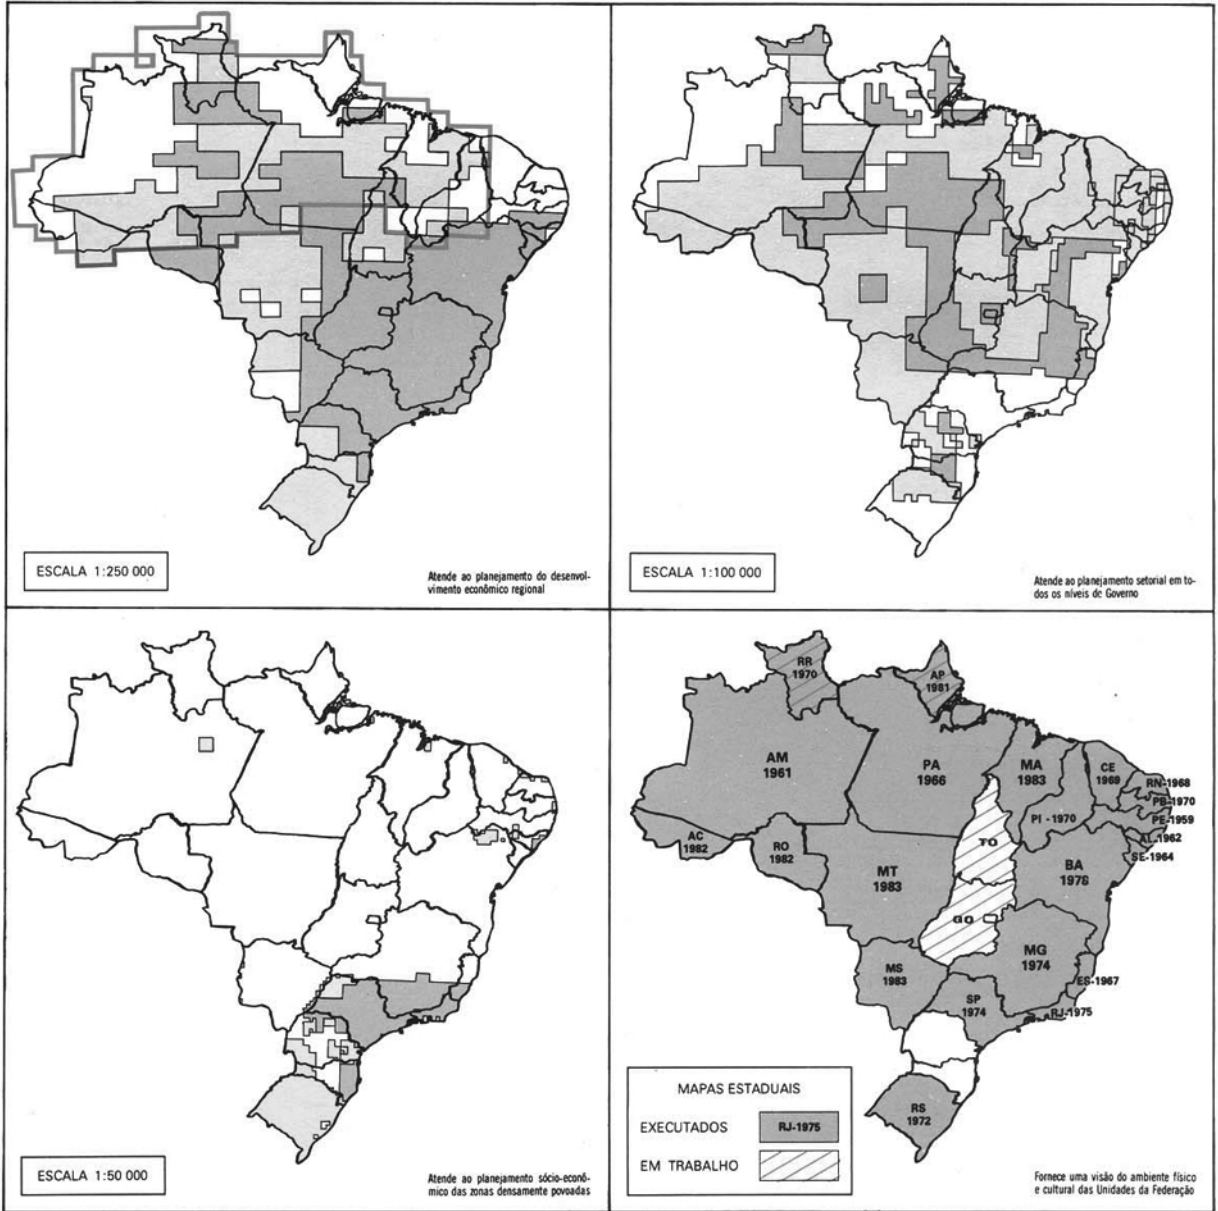 ESCALA 1:250 000
Atende ao planejamento do desenvol-
vimento econômico regional
ESCALA 1:100 000
Atende ao planejamento setorial em to-
dos os níveis de Governo
ESCALA 1:50 000
Atende ao planejamento sócio-econô-
mico das zonas densamente povoadas
RR
1970
AP
1981
AM
1961
PA
1966
MA
1983
CE
1969
RN-1968
PB-1970
PE-1959
AL-1962
SE-1964
PI - 1970
AC
1982
RO
1982
TO
BA
1978
MT
1983
GO
MG
1974
MS
1983
ES-1967
SP
1974
RJ-1975
RS
1972
MAPAS ESTADUAIS
EXECUTADOS RJ-1975
EM TRABALHO
Fornece uma visão do ambiente físico
e cultural das Unidades da Federação